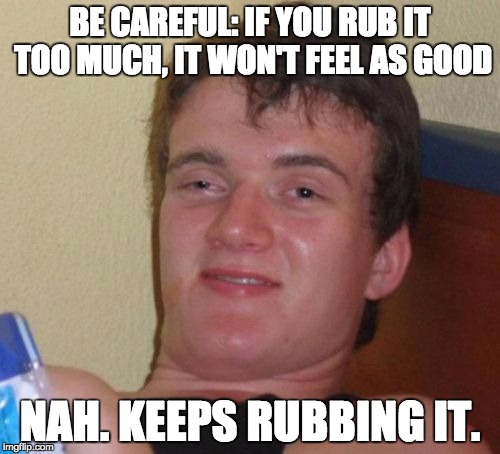 BE CAREFUL: IF YOU RUB IT
TOO MUCH, IT WON'T FEEL AS GOOD
NAH. KEEPS RUBBING IT.
imgflip.com